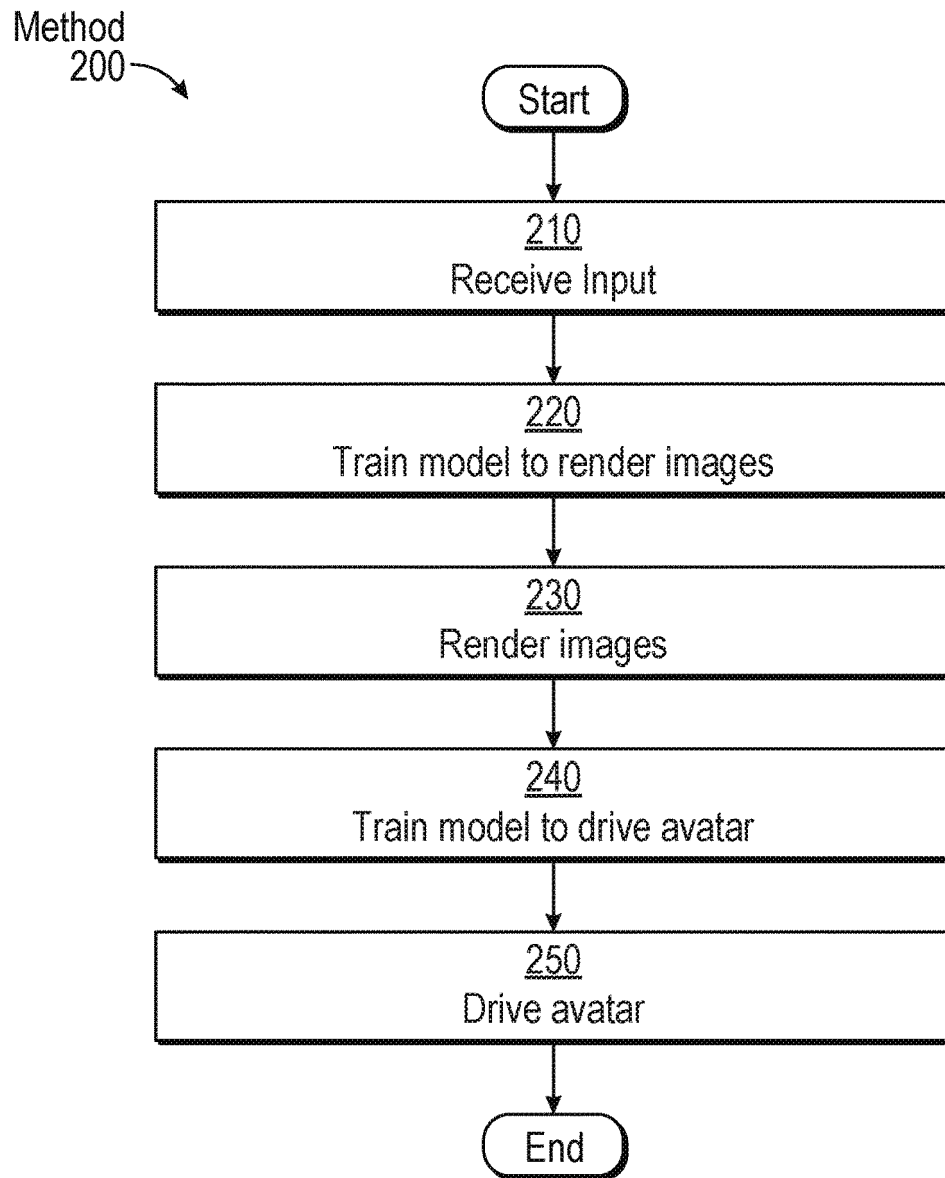 Method
200
Start
210
Receive Input
220
Train model to render images
230
Render images
240
Train model to drive avatar
250
Drive avatar
End